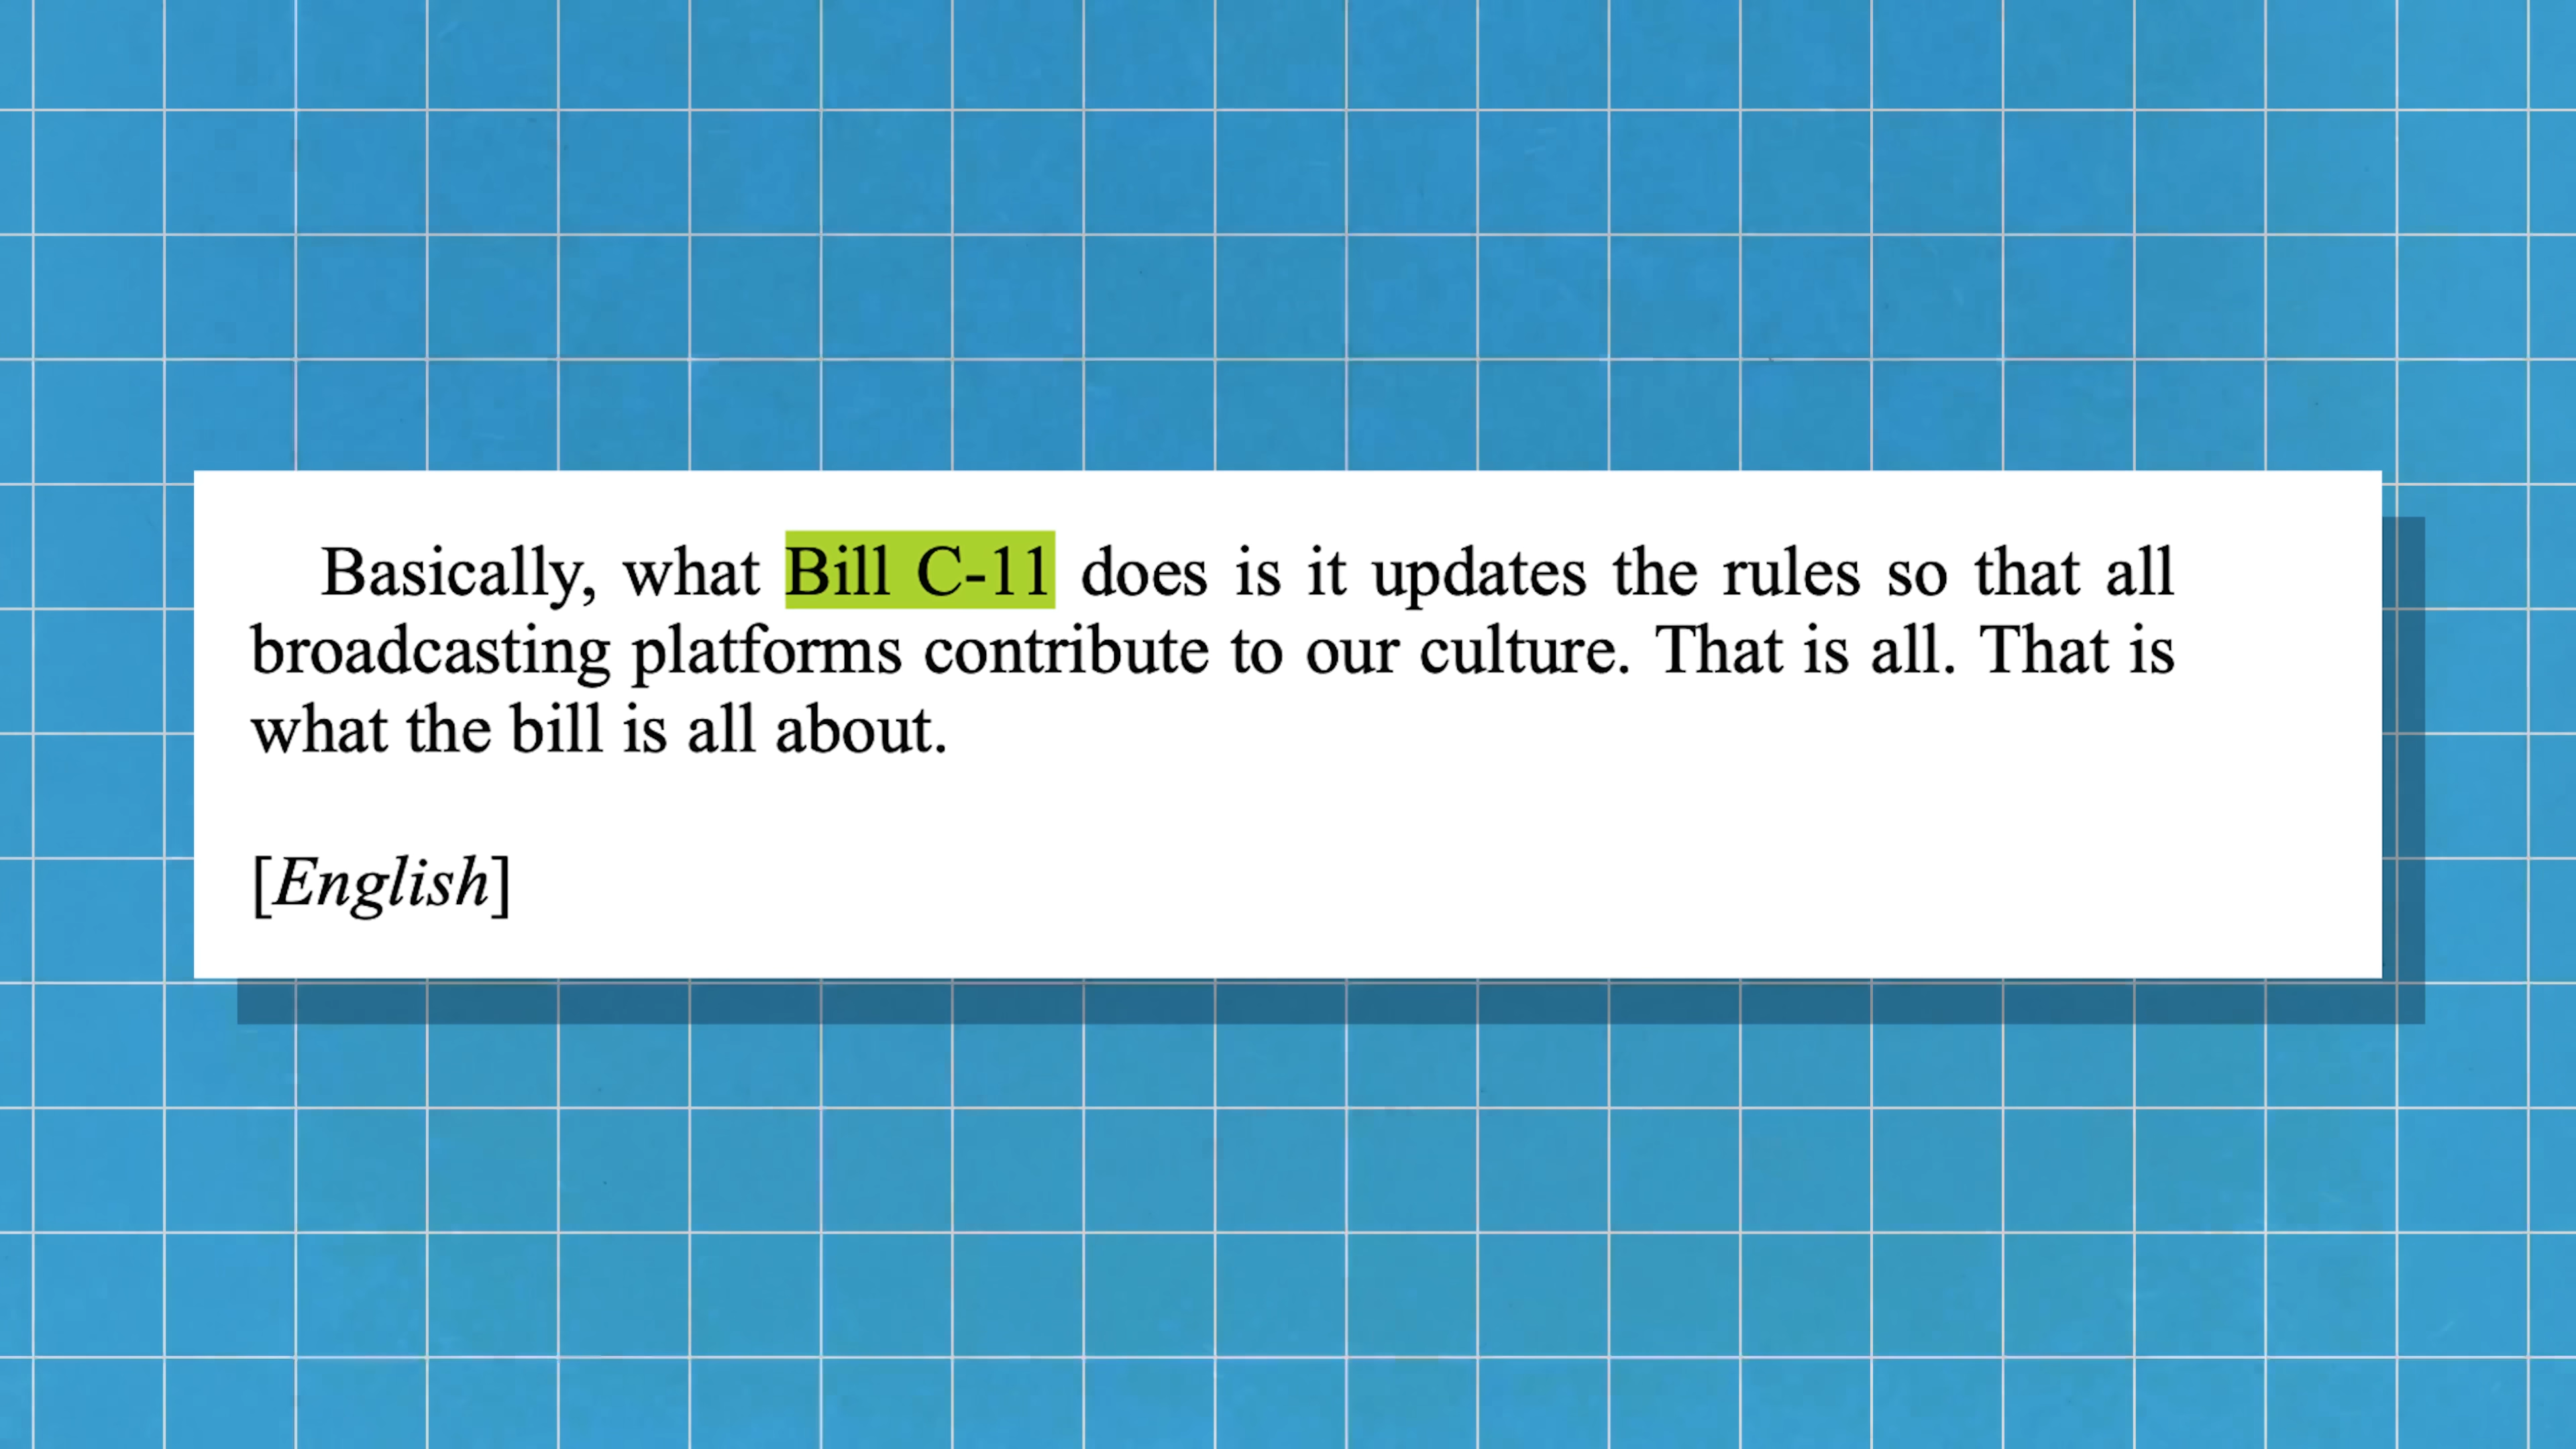 Basically, what Bill C-11 does is it updates the rules so that all
broadcasting platforms contribute to our culture. That is all. That is
what the bill is all about.
[English]